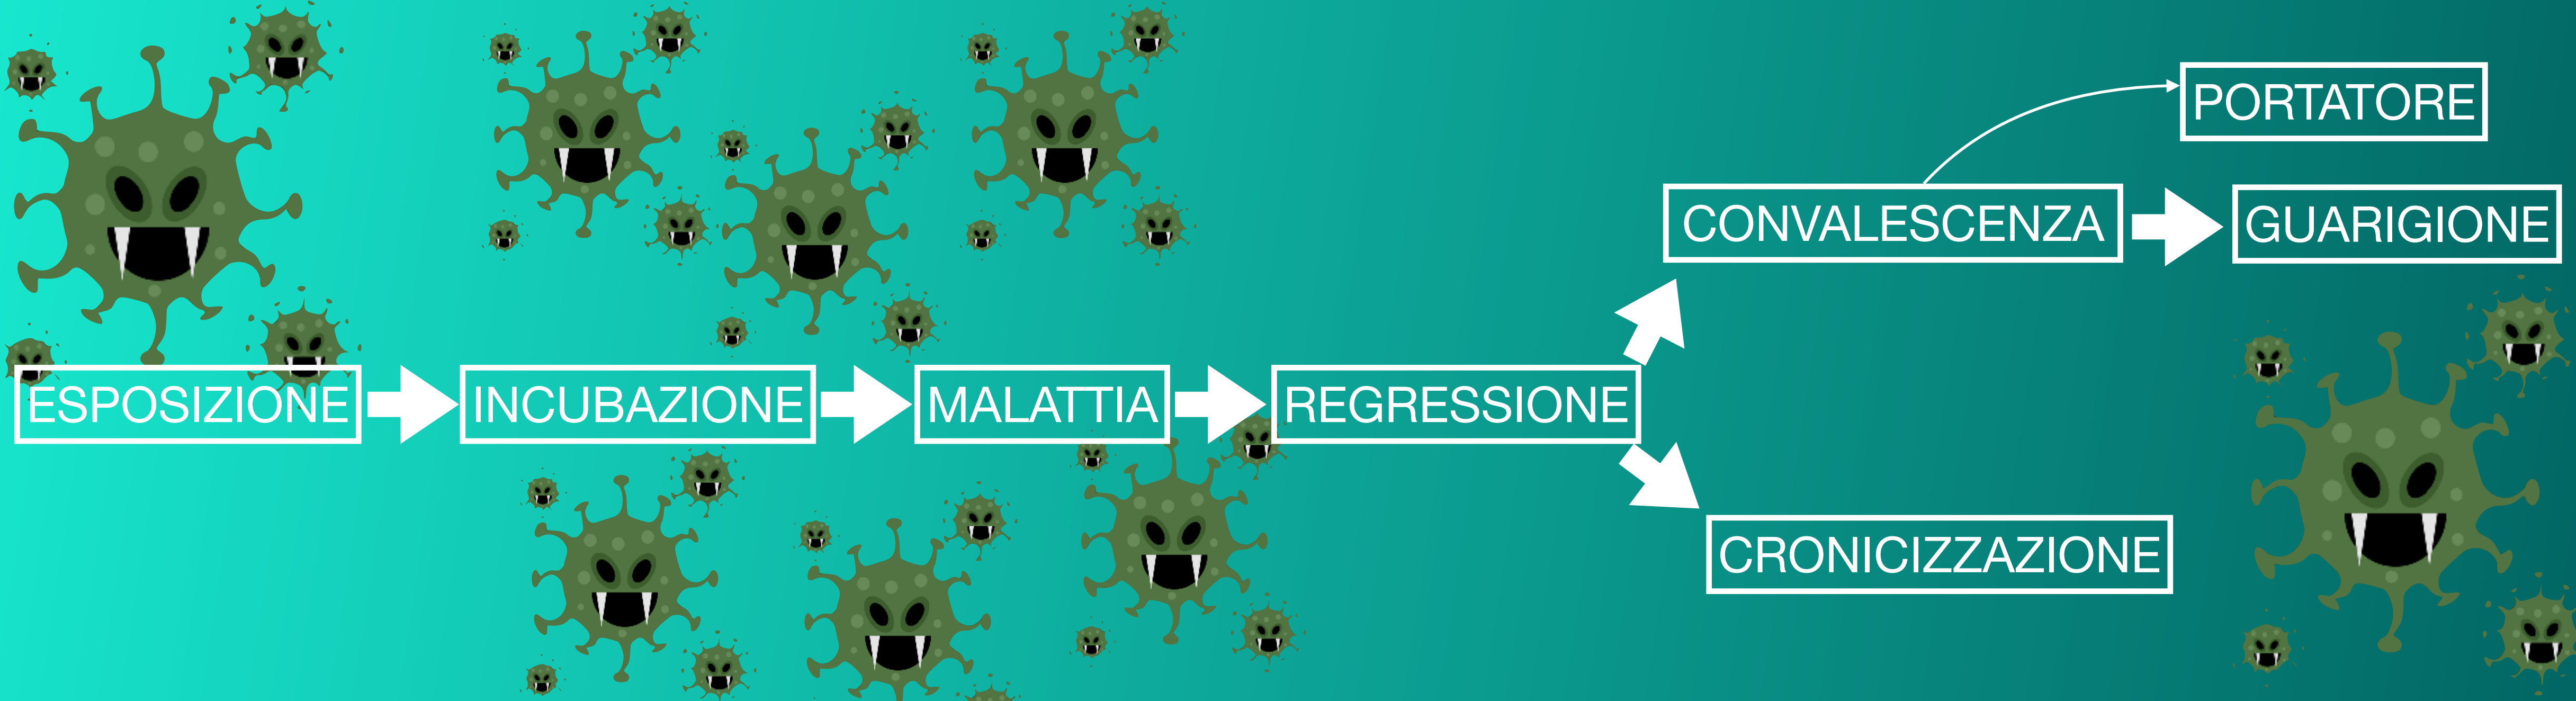 PORTATORE
CONVALESCENZA
GUARIGIONE
ESPOSIZIONE
INCUBAZIONE
MALATTIA
REGRESSIONE
CRONICIZZAZIONE